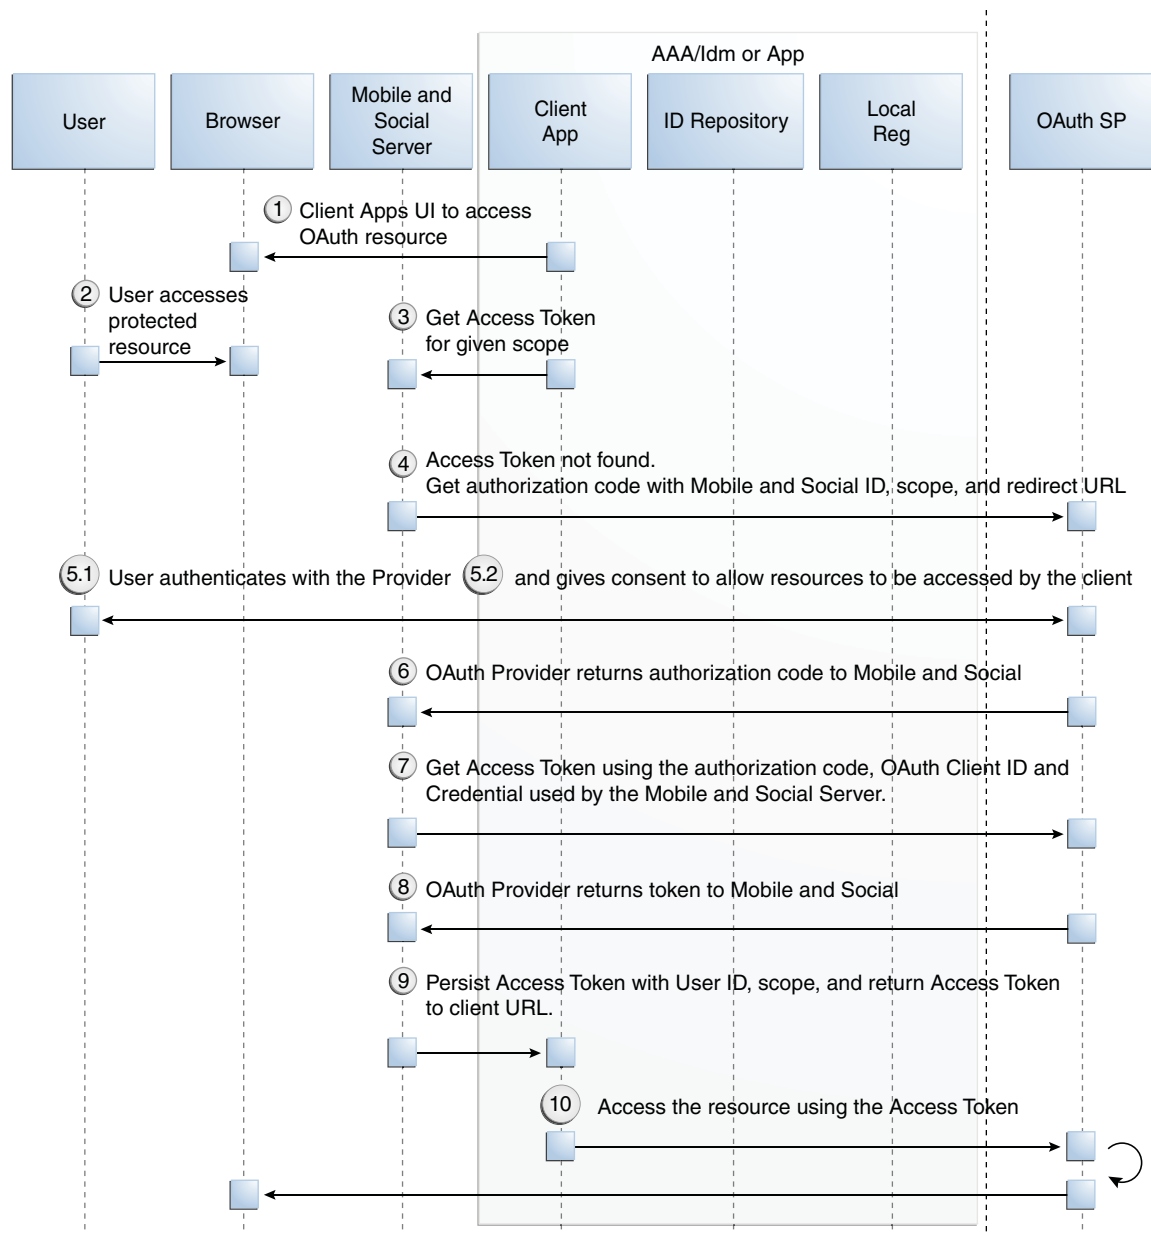 AAA/Idm or App
User
Browser
Mobile and
Social
Server
Client
App
ID Repository
Local
Reg
OAuth SP
1 Client Apps UI to access
OAuth resource
2 User accesses
protected
resource
3 Get Access Token
for given scope
4 Access Token not found.
Get authorization code with Mobile and Social ID, scope, and redirect URL
5.1 User authenticates with the Provider 5.2 and gives consent to allow resources to be accessed by the client
6 OAuth Provider returns authorization code to Mobile and Social
7 Get Access Token using the authorization code, OAuth Client ID and
Credential used by the Mobile and Social Server.
8 OAuth Provider returns token to Mobile and Social
9 Persist Access Token with User ID, scope, and return Access Token
to client URL.
10 Access the resource using the Access Token